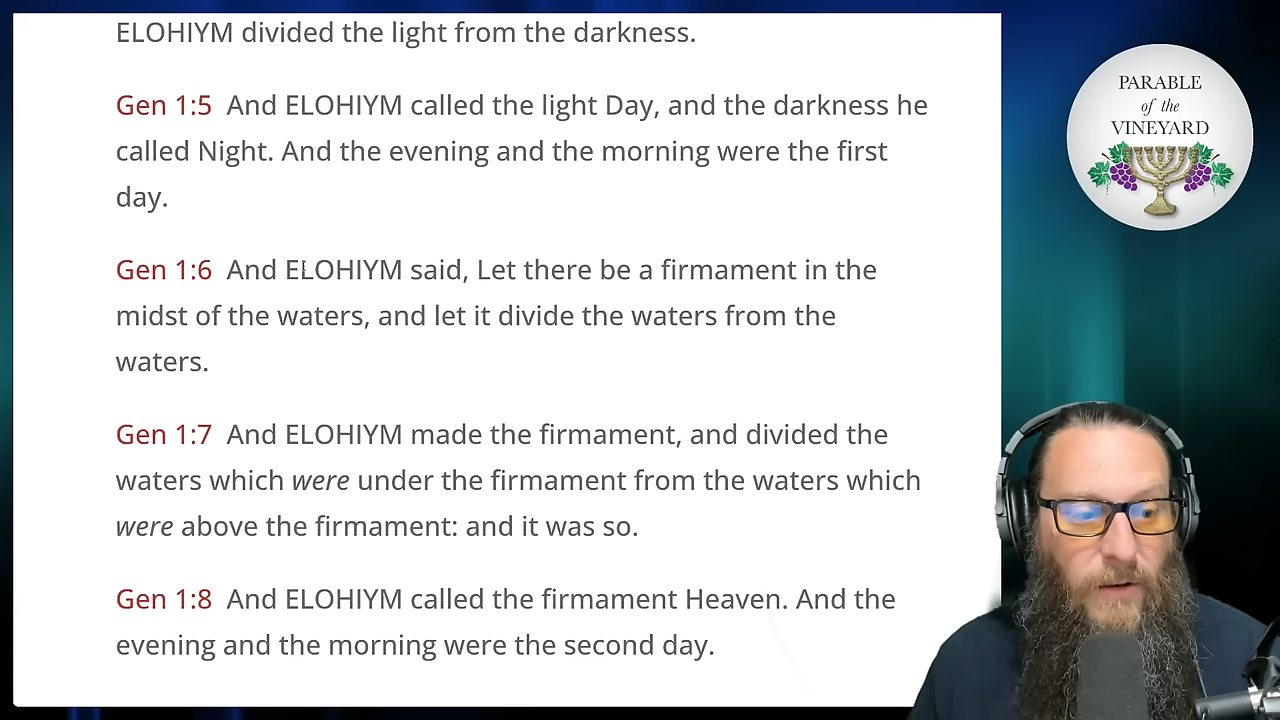 ELOHIYM divided the light from the darkness.
Gen 1:5 And ELOHIYM called the light Day, and the darkness he
called Night. And the evening and the morning were the first
day.
Gen 1:6 And ELOHIYM said, Let there be a firmament in the
midst of the waters, and let it divide the waters from the
waters.
Gen 1:7 And ELOHIYM made the firmament, and divided the
waters which were under the firmament from the waters which
were above the firmament: and it was so.
Gen 1:8 And ELOHIYM called the firmament Heaven. And the
evening and the morning were the second day.
PARABLE
of the
VINEYARD